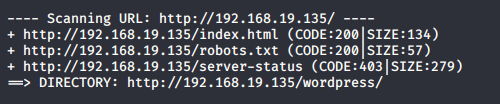 ---- Scanning URL: http://192.168.19.135/ ----
+ http://192.168.19.135/index.html (CODE:200|SIZE:134)
+ http://192.168.19.135/robots.txt (CODE:200|SIZE:57)
+ http://192.168.19.135/server-status (CODE:403|SIZE:279)
==> DIRECTORY: http://192.168.19.135/wordpress/